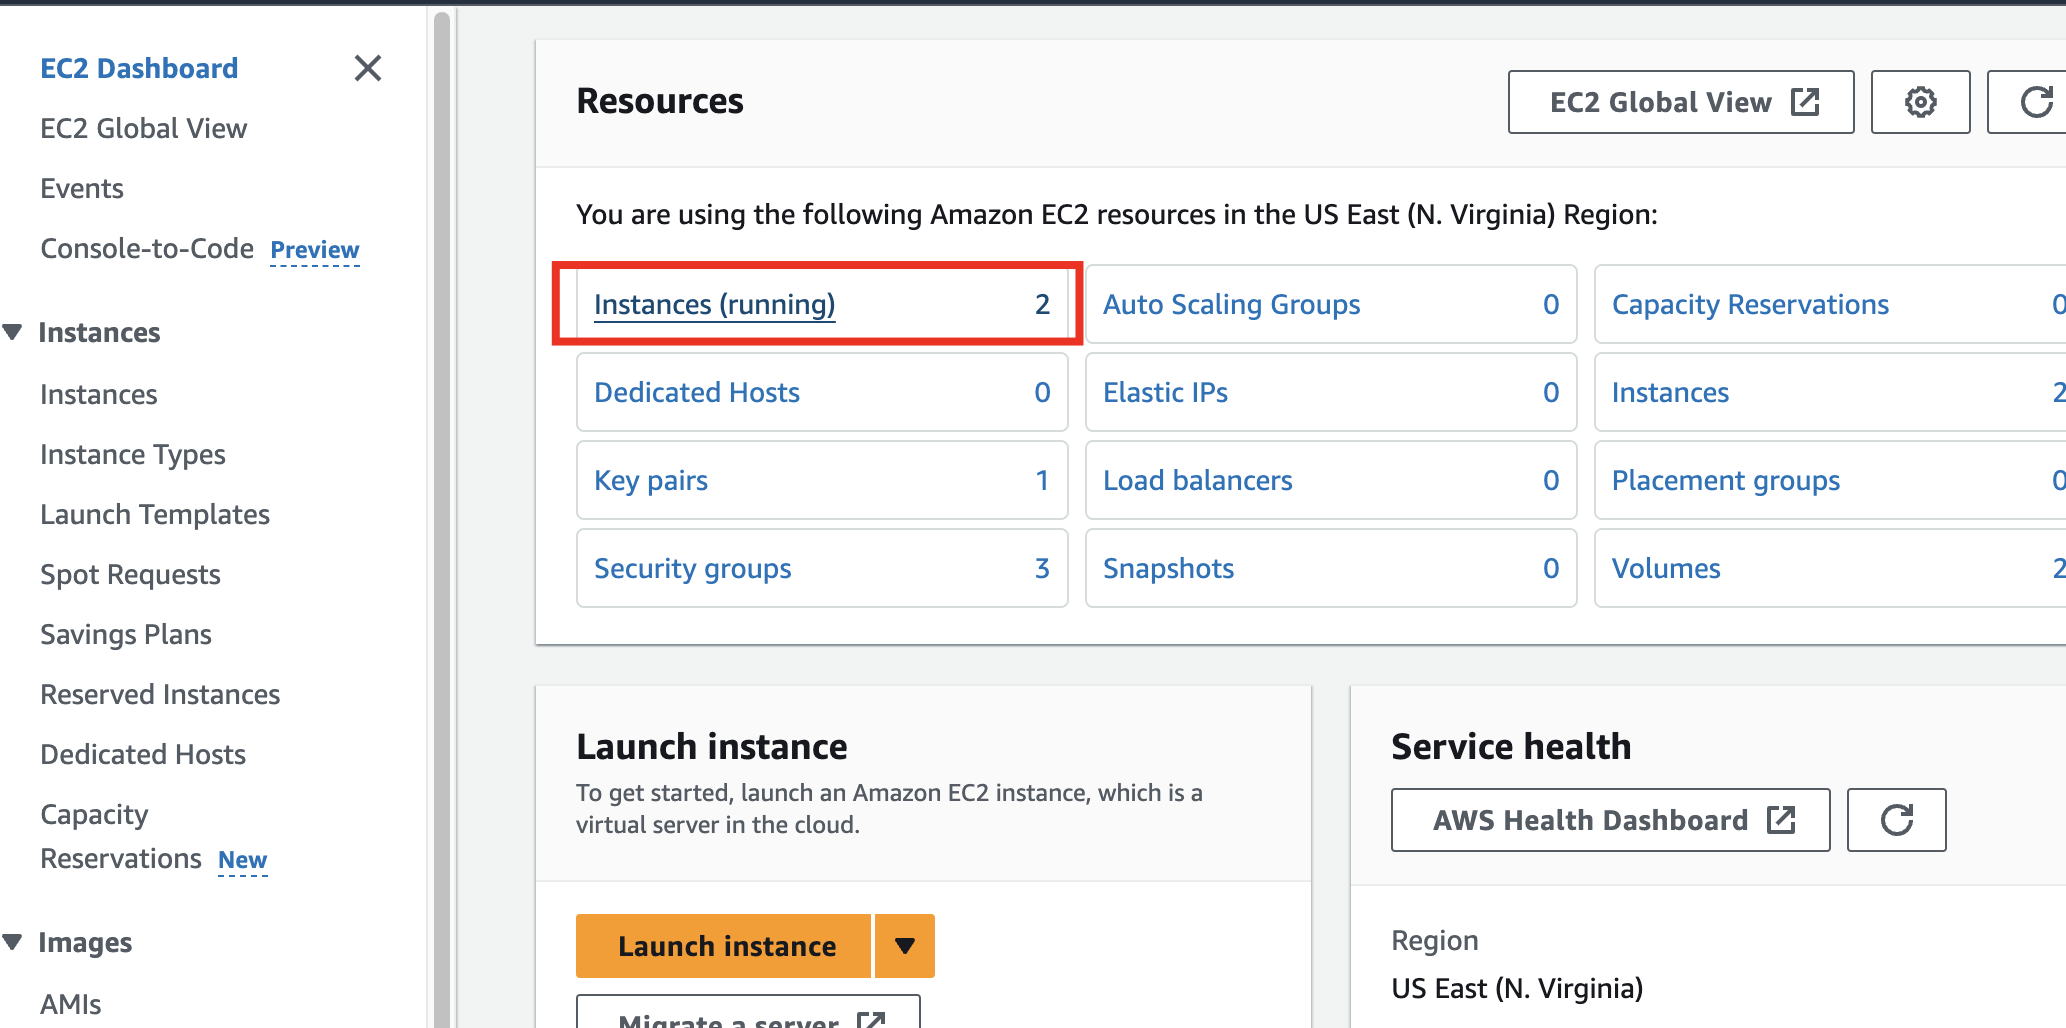 EC2 Dashboard
EC2 Global View
Events
Console-to-Code Preview
Instances
Instances
Instance Types
Launch Templates
Spot Requests
Savings Plans
Reserved Instances
Dedicated Hosts
Capacity
Reservations New
Images
AMIs
Resources
EC2 Global View
You are using the following Amazon EC2 resources in the US East (N. Virginia) Region:
Instances (running) 2
Auto Scaling Groups 0
Capacity Reservations 0
Dedicated Hosts 0
Elastic IPs 0
Instances 2
Key pairs 1
Load balancers 0
Placement groups 0
Security groups 3
Snapshots 0
Volumes 2
Launch instance
To get started, launch an Amazon EC2 instance, which is a
virtual server in the cloud.
Launch instance
Migrate a server
Service health
AWS Health Dashboard
Region
US East (N. Virginia)